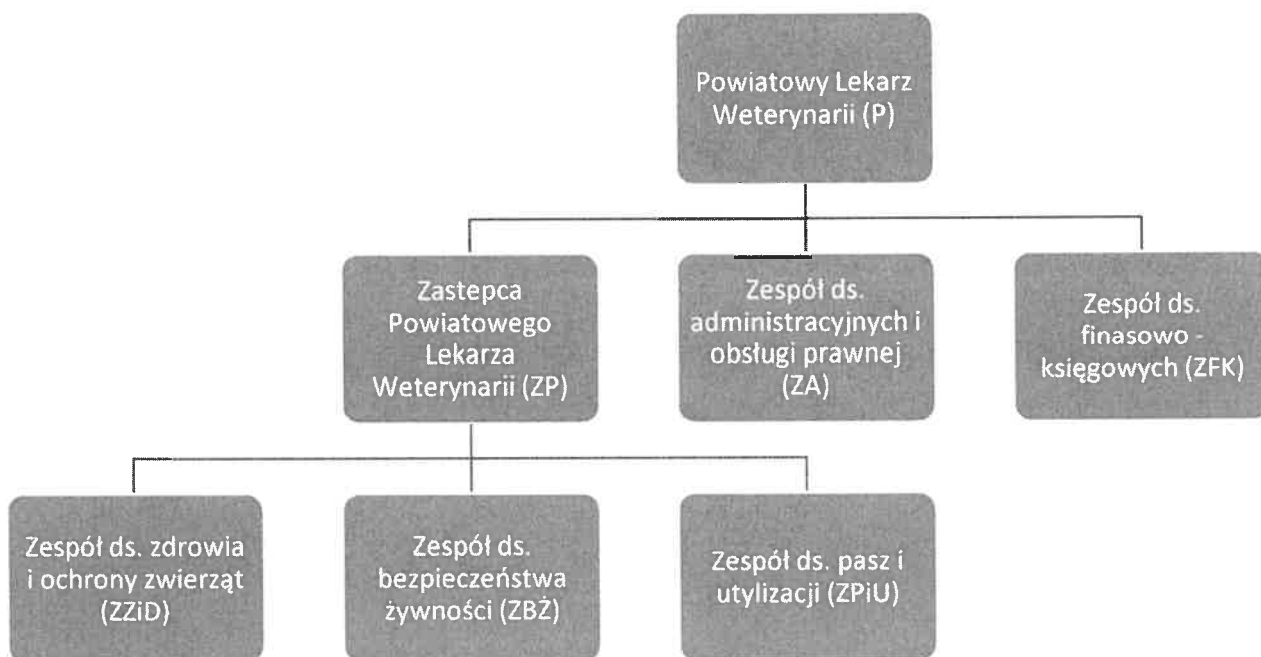 Powiatowy Lekarz
Weterynarii (P)
Zastepca
Powiatowego
Lekarza
Weterynarii (ZP)
Zespół ds.
administracyjnych i
obsługi prawnej
(ZA)
Zespół ds.
finasowo -
księgowych (ZFK)
Zespół ds. zdrowia
i ochrony zwierząt
(ZZiD)
Zespół ds.
bezpieczeństwa
żywności (ZBŻ)
Zespół ds. pasz i
utylizacji (ZPiU)